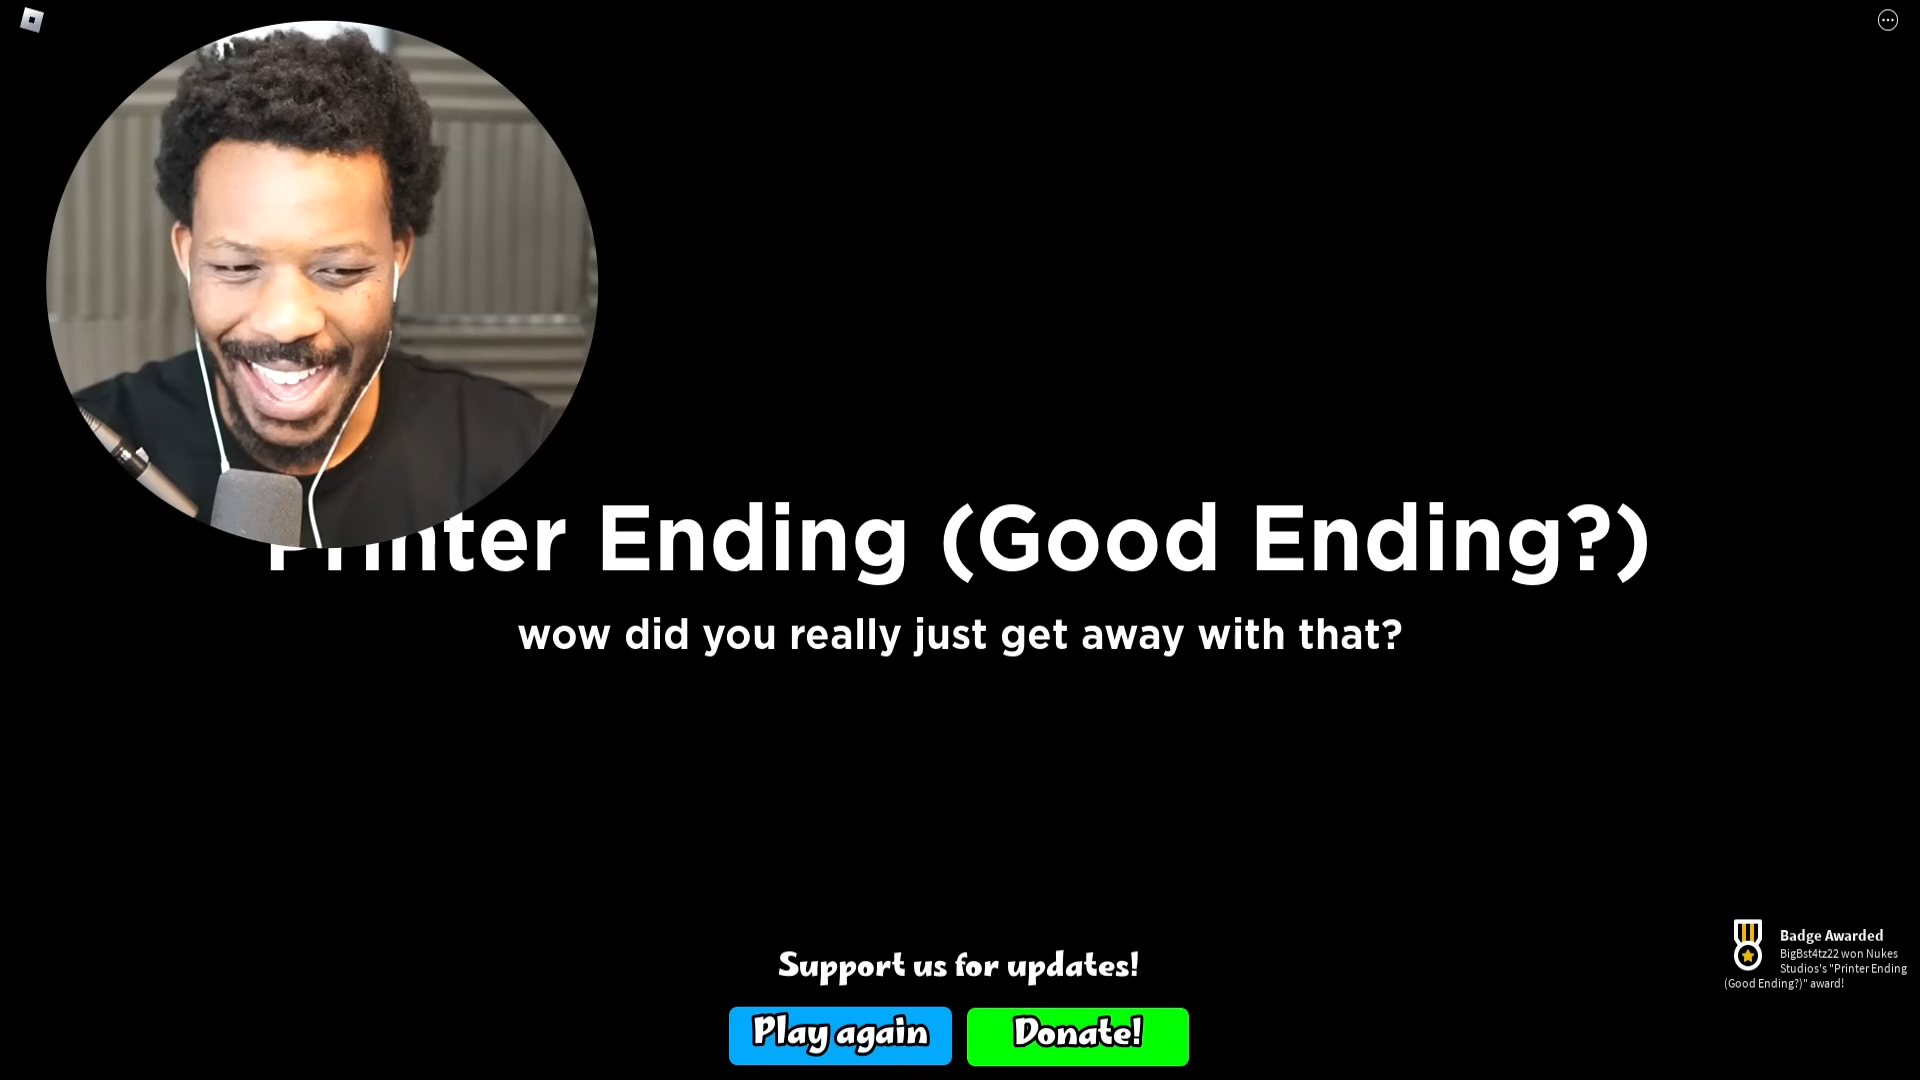 Printer Ending (Good Ending?)
wow did you really just get away with that?
Support us for updates!
Play again
Donate!
Badge Awarded
BigBst4tz22 won Nukes
Studios's "Printer Ending
(Good Ending?)" award!